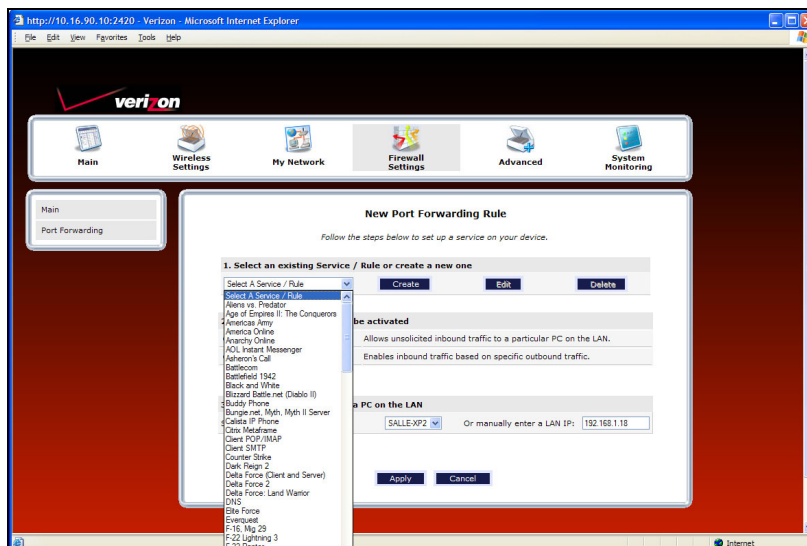 http://10.16.90.10:2420 - Verizon - Microsoft Internet Explorer
File Edit View Favorites Tools Help
verizon
Main
Wireless Settings
My Network
Firewall Settings
Advanced
System Monitoring
Main
Port Forwarding
New Port Forwarding Rule
Follow the steps below to set up a service on your device.
1. Select an existing Service / Rule or create a new one
Select A Service / Rule
Create Edit Delete
Select A Service / Rule
Aliens vs. Predator
Age of Empires II: The Conquerors
Americas Army
America Online
Anarchy Online
AOL Instant Messenger
Asheron's Call
Battlecom
Battlefield 1942
Black and White
Blizzard Battle.net (Diablo II)
Buddy Phone
Bungie.net, Myth, Myth II Server
Calista IP Phone
Citrix Metaframe
Client POP/IMAP
Client SMTP
Counter Strike
Dark Reign 2
Delta Force (Client and Server)
Delta Force 2
Delta Force: Land Warrior
DNS
Elite Force
Everquest
F-16, Mig 29
F-22 Lightning 3
be activated
Allows unsolicited inbound traffic to a particular PC on the LAN.
Enables inbound traffic based on specific outbound traffic.
a PC on the LAN
SALLE-XP2 Or manually enter a LAN IP: 192.168.1.18
Apply Cancel
Internet